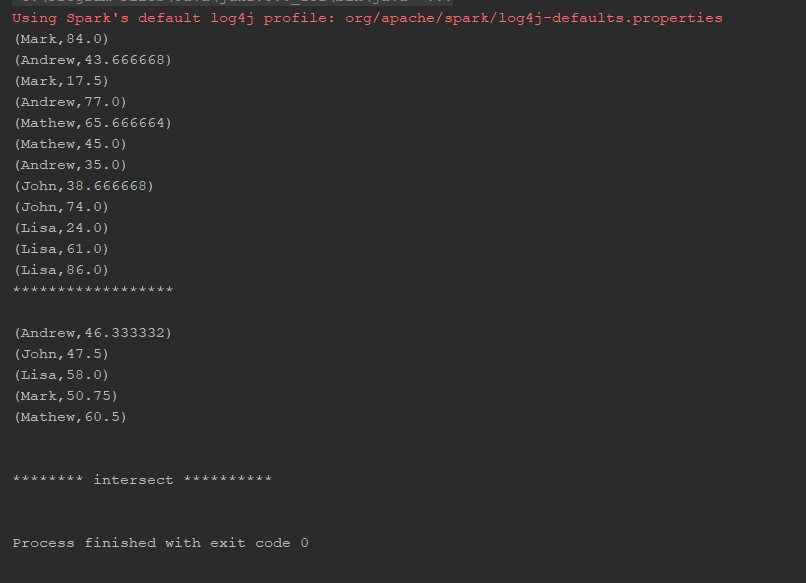 Using Spark's default log4j profile: org/apache/spark/log4j-defaults.properties
(Mark,84.0)
(Andrew,43.666668)
(Mark,17.5)
(Andrew,77.0)
(Mathew,65.666664)
(Mathew,45.0)
(Andrew,35.0)
(John,38.666668)
(John,74.0)
(Lisa,24.0)
(Lisa,61.0)
(Lisa,86.0)
******************
(Andrew,46.333332)
(John,47.5)
(Lisa,58.0)
(Mark,50.75)
(Mathew,60.5)
******** intersect **********
Process finished with exit code 0